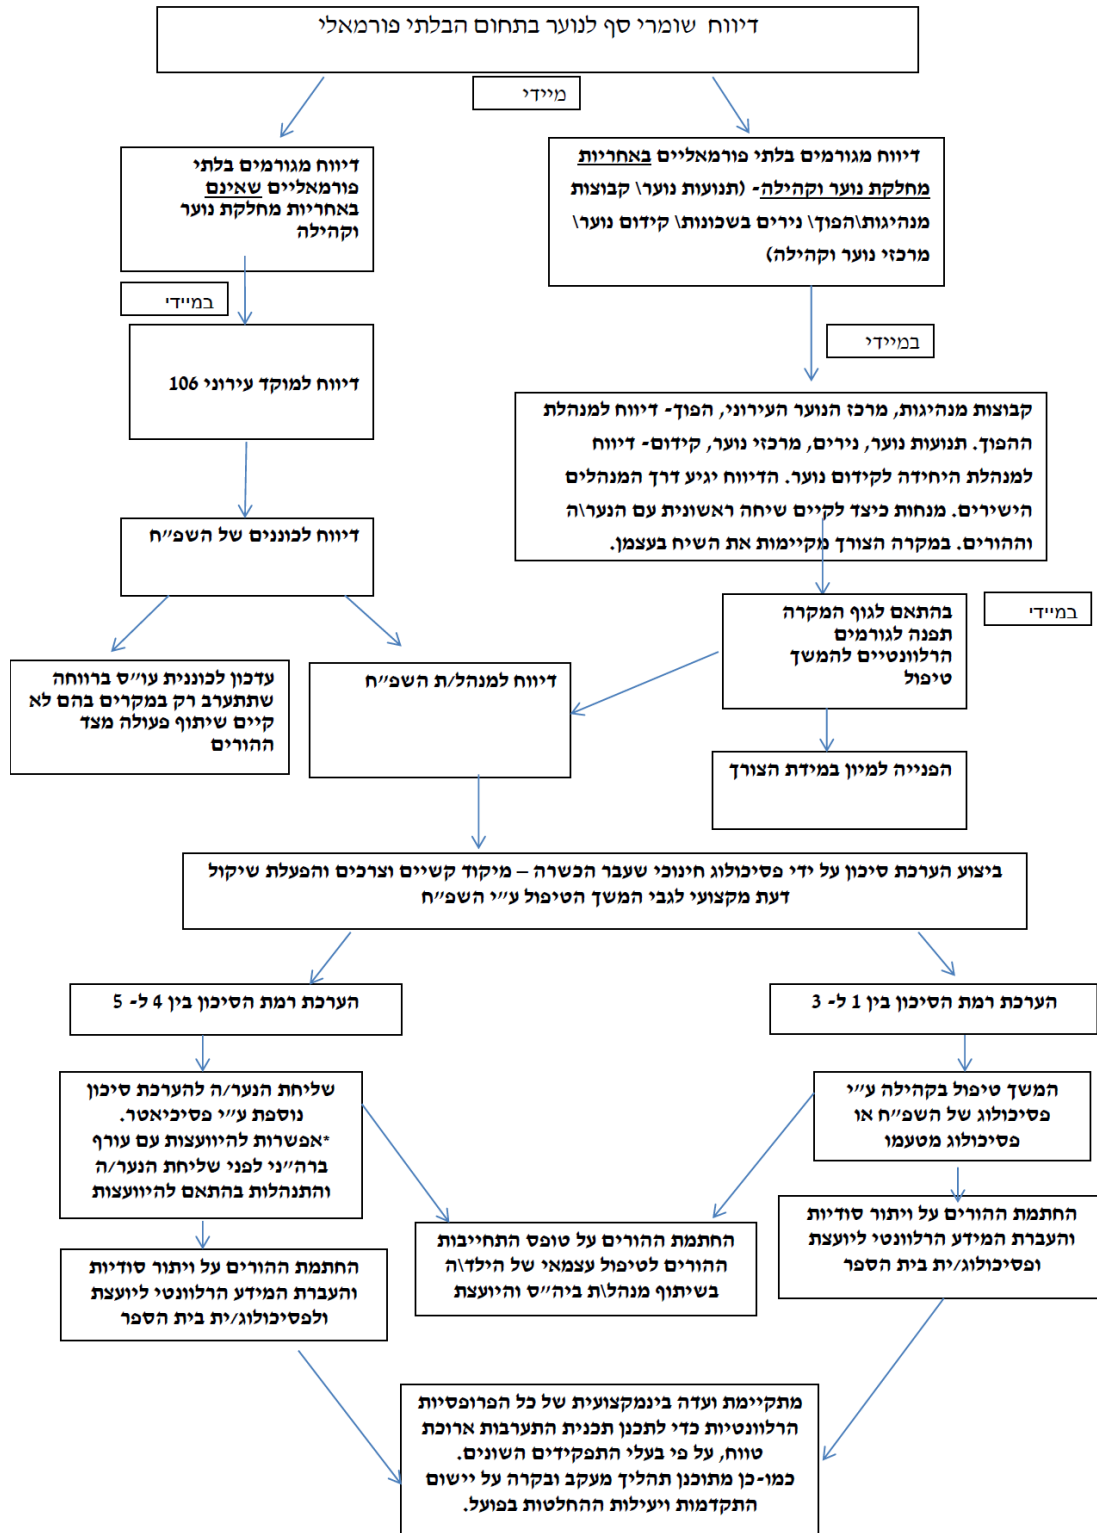 דיווח שומרי סף לנוער בתחום הבלתי פורמאלי
מיידי
דיווח מגורמים בלתי פורמאליים באחריות
מחלקת נוער וקהילה- (תנועות נוער\ קבוצות
מנהיגות\הפוך\ נירים בשכונות\ קידום נוער\
מרכזי נוער וקהילה)
דיווח מגורמים בלתי
פורמאליים שאינם
באחריות מחלקת נוער
וקהילה
במיידי
במיידי
דיווח למוקד עירוני 106
קבוצות מנהיגות, מרכז הנוער העירוני, הפוך- דיווח למנהלת
ההפוך. תנועות נוער, נירים, מרכזי נוער, קידום- דיווח
למנהלת היחידה לקידום נוער. הדיווח יגיע דרך המנהלים
הישירים. מנחות כיצד לקיים שיחה ראשונית עם הנער\ה
וההורים. במקרה הצורך מקיימות את השיח בעצמן.
דיווח לכוננים של השפ"ח
במיידי
בהתאם לגוף המקרה
תפנה לגורמים
הרלוונטיים להמשך
טיפול
דיווח למנהל/ת השפ"ח
עדכון לכוננית עו"ס ברווחה
שתתערב רק במקרים בהם לא
קיים שיתוף פעולה מצד
ההורים
הפנייה למיון במידת הצורך
ביצוע הערכת סיכון על ידי פסיכולוג חינוכי שעבר הכשרה – מיקוד קשיים וצרכים והפעלת שיקול
דעת מקצועי לגבי המשך הטיפול ע"י השפ"ח
הערכת רמת הסיכון בין 1 ל- 3
הערכת רמת הסיכון בין 4 ל- 5
המשך טיפול בקהילה ע"י
פסיכולוג של השפ"ח או
פסיכולוג מטעמו
שליחת הנער/ה להערכת סיכון
נוספת ע"י פסיכיאטר.
*אפשרות להיוועצות עם עורף
ברה"ני לפני שליחת הנער/ה
והתנהלות בהתאם להיוועצות
החתמת ההורים על ויתור סודיות
והעברת המידע הרלוונטי ליועצת
ופסיכולוג/ית בית הספר
החתמת ההורים על טופס התחייבות
ההורים לטיפול עצמאי של הילד\ה
בשיתוף מנהל\ת ביה"ס והיועצת
החתמת ההורים על ויתור סודיות
והעברת המידע הרלוונטי ליועצת
ולפסיכולוג/ית בית הספר
מתקיימת ועדה בינמקצועית של כל הפרופסיות
הרלוונטיות כדי לתכנן תכנית התערבות ארוכת
טווח, על פי בעלי התפקידים השונים.
כמו-כן מתוכנן תהליך מעקב ובקרה על יישום
התקדמות ויעילות ההחלטות בפועל.